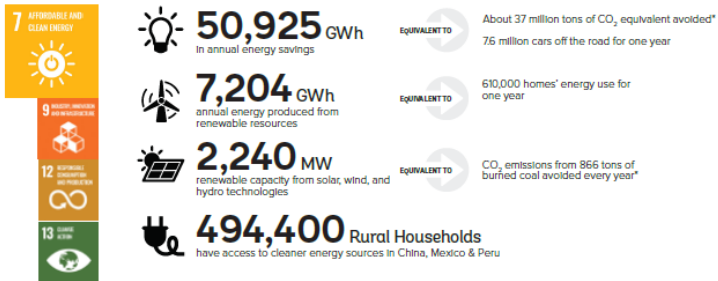 7 AFFORDABLE AND
CLEAN ENERGY
50,925 GWh
in annual energy savings
EQUIVALENT TO
About 37 million tons of CO₂ equivalent avoided*
7.6 million cars off the road for one year
9 INDUSTRY, INNOVATION
AND INFRASTRUCTURE
7,204 GWh
annual energy produced from
renewable resources
EQUIVALENT TO
610,000 homes' energy use for
one year
12 RESPONSIBLE
CONSUMPTION
AND PRODUCTION
2,240 MW
renewable capacity from solar, wind, and
hydro technologies
EQUIVALENT TO
CO₂ emissions from 866 tons of
burned coal avoided every year*
13 CLIMATE
ACTION
494,400 Rural Households
have access to cleaner energy sources in China, Mexico & Peru